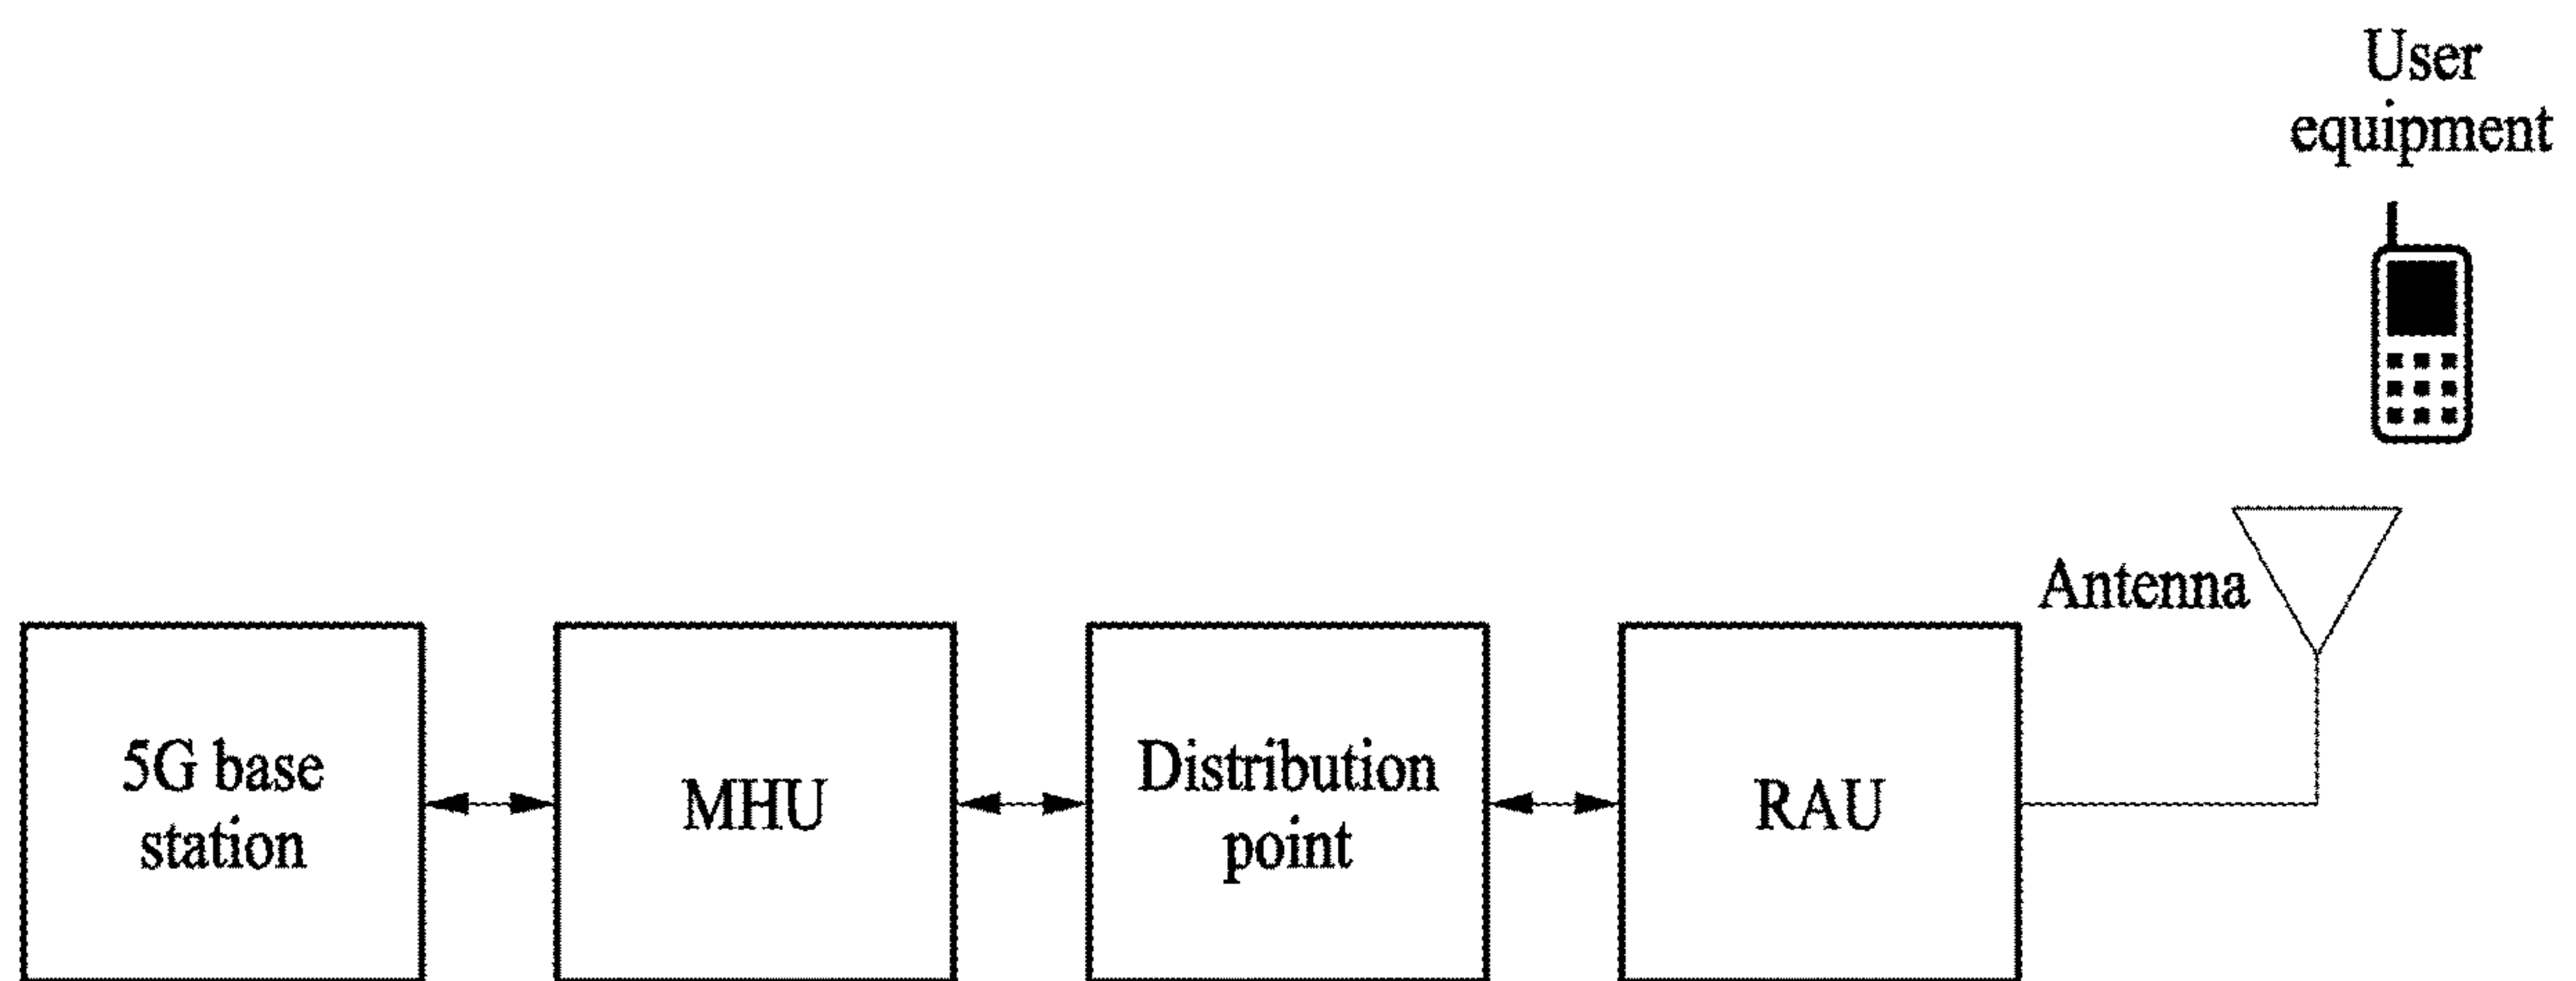 User
equipment
Antenna
5G base
station
MHU
Distribution
point
RAU